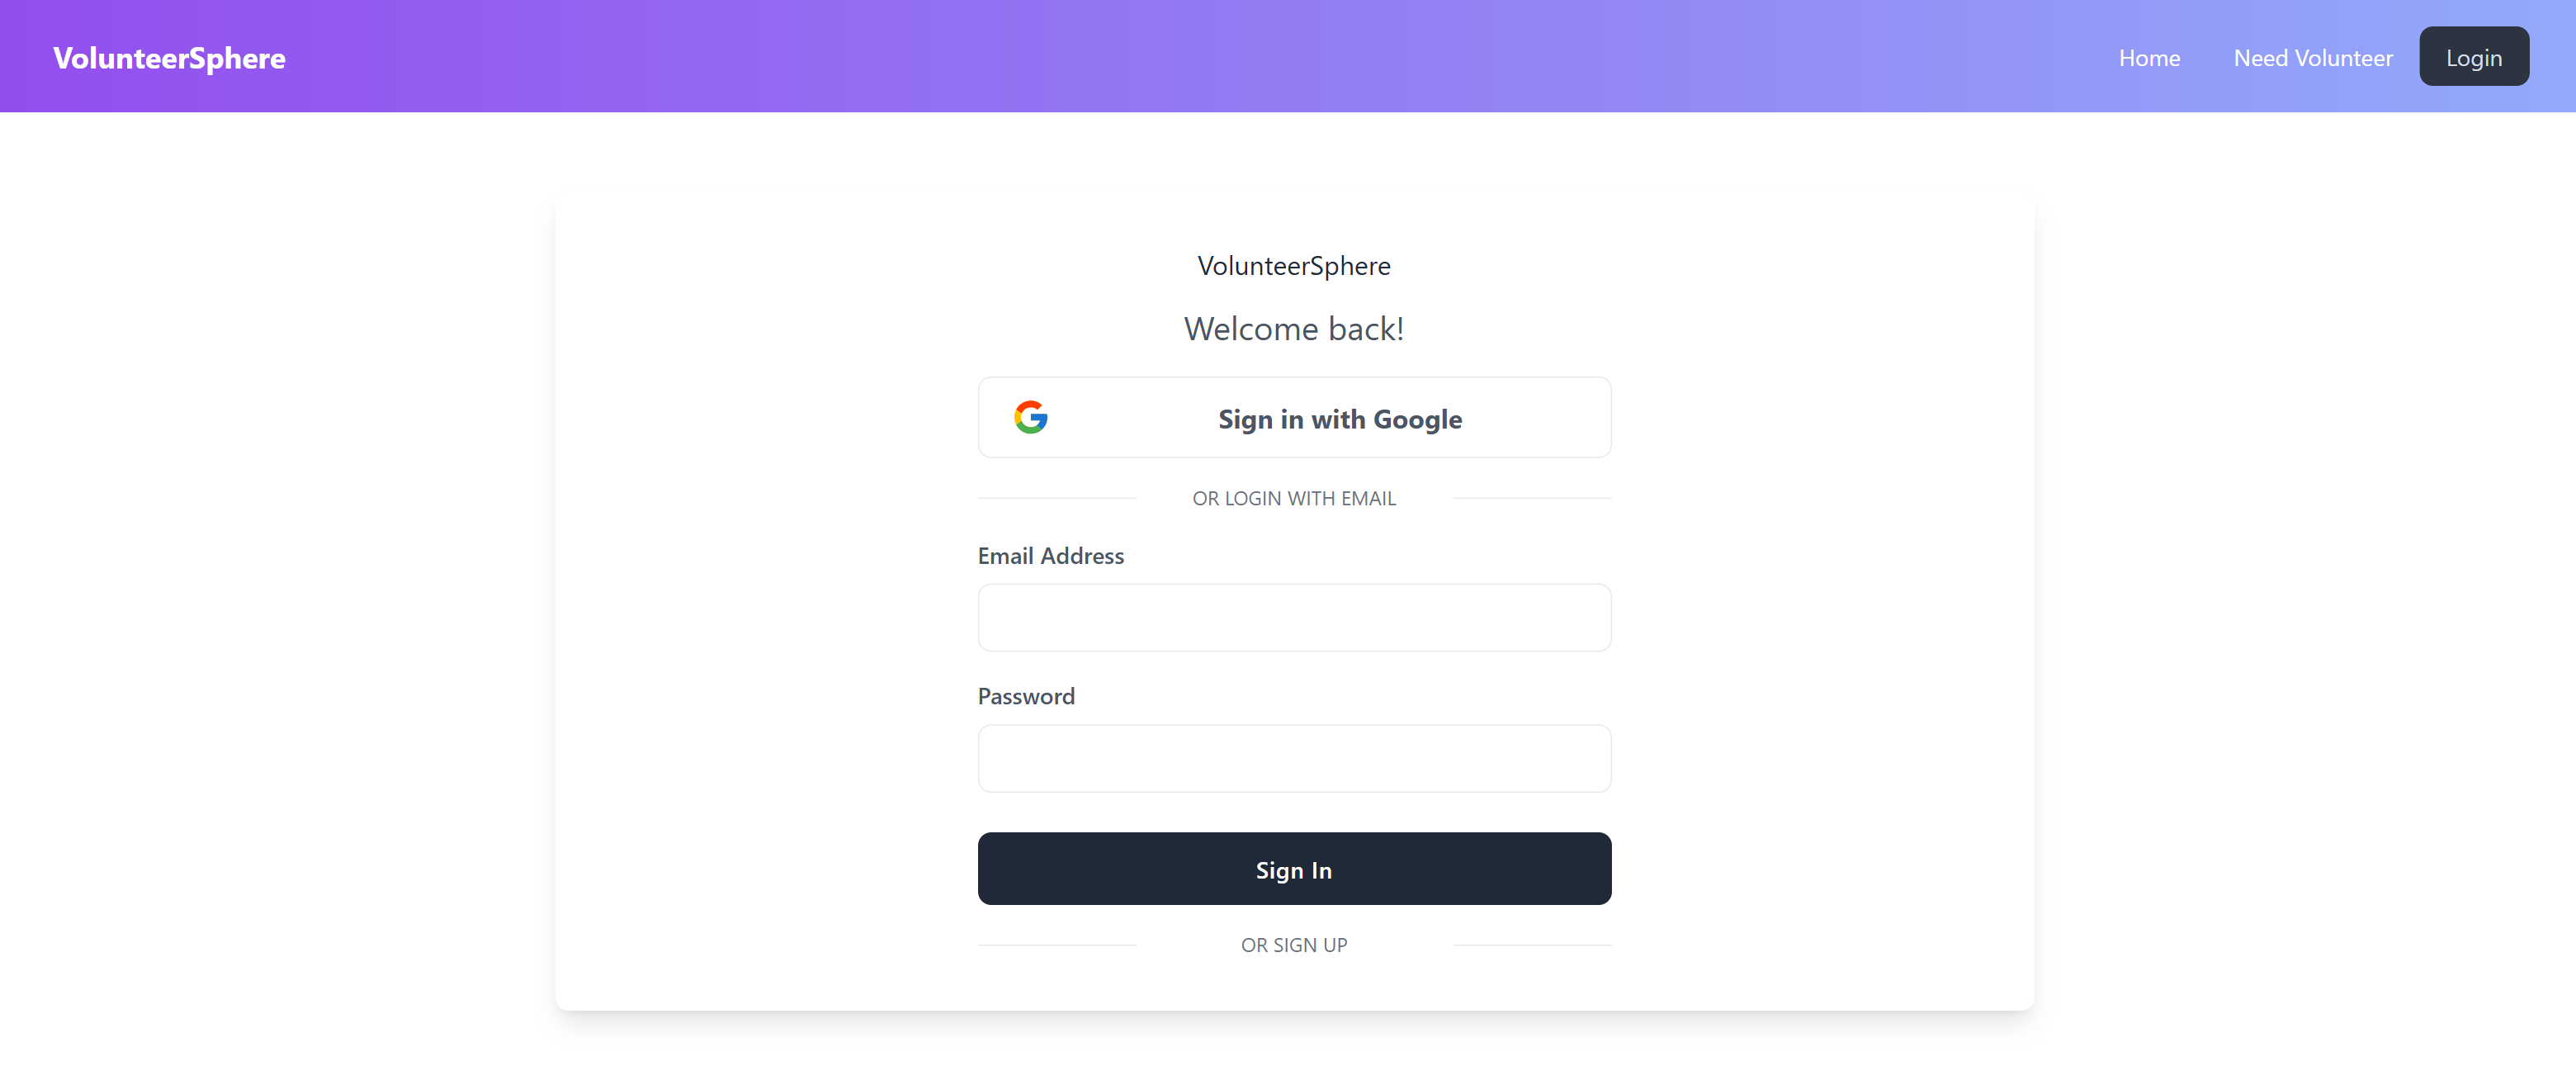 VolunteerSphere
Home Need Volunteer Login
VolunteerSphere
Welcome back!
Sign in with Google
OR LOGIN WITH EMAIL
Email Address
Password
Sign In
OR SIGN UP